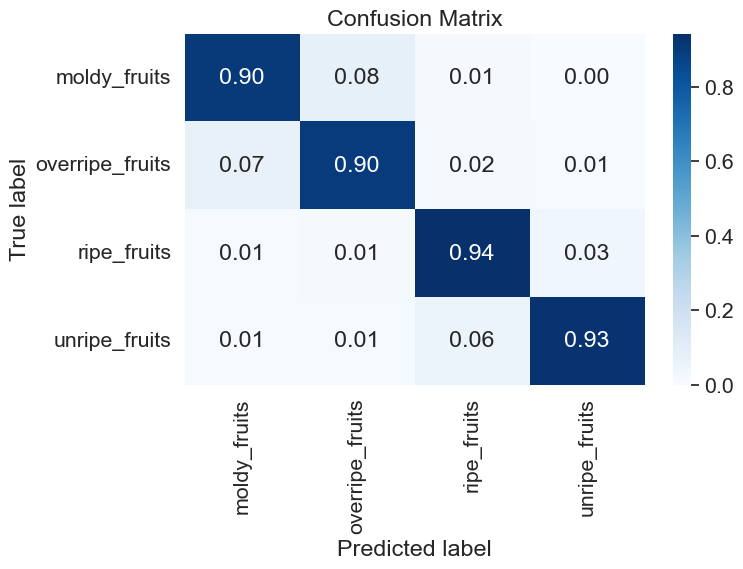 Confusion Matrix
True label
moldy_fruits 0.90 0.08 0.01 0.00
overripe_fruits 0.07 0.90 0.02 0.01
ripe_fruits 0.01 0.01 0.94 0.03
unripe_fruits 0.01 0.01 0.06 0.93
moldy_fruits overripe_fruits ripe_fruits unripe_fruits
Predicted label
0.8
0.6
0.4
0.2
0.0